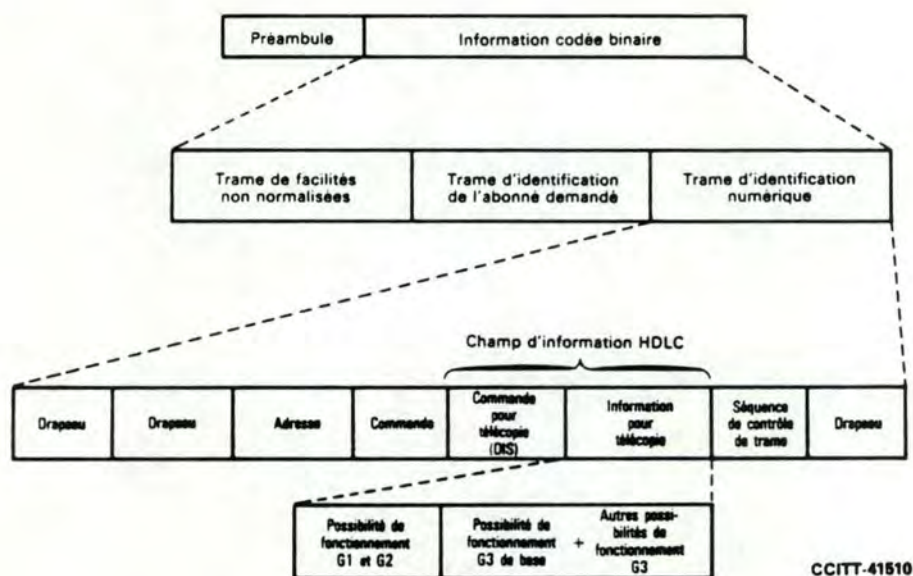 Préambule
Information codée binaire
Trame de facilités
non normalisées
Trame d'identification
de l'abonné demandé
Trame d'identification
numérique
Champ d'information HDLC
Drapeau
Drapeau
Adresse
Commande
Commande
pour
télécopie
(DIS)
Information
pour
télécopie
Séquence
de contrôle
de trame
Drapeau
Possibilité de
fonctionnement
G1 et G2
Possibilité de
fonctionnement
G3 de base
+
Autres possi-
bilités de
fonctionnement
G3
CCITT-41510